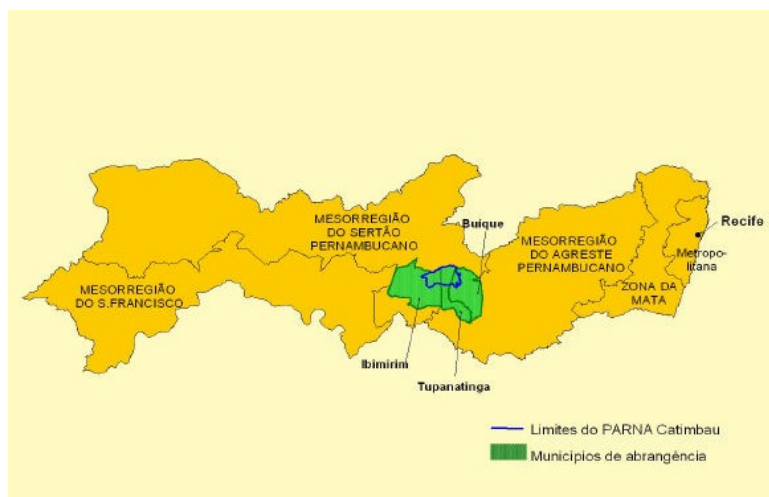 MESORREGIÃO
DO SERTÃO
PERNAMBUCANO
Buique
MESORREGIÃO
DO AGRESTE
PERNAMBUCANO
Recife
Metropo-
litana
ZONA DA
MATA
MESORREGIÃO
DO S.FRANCISCO
Ibimirim
Tupanatinga
Limites do PARNA Catimbau
Municipios de abrangência